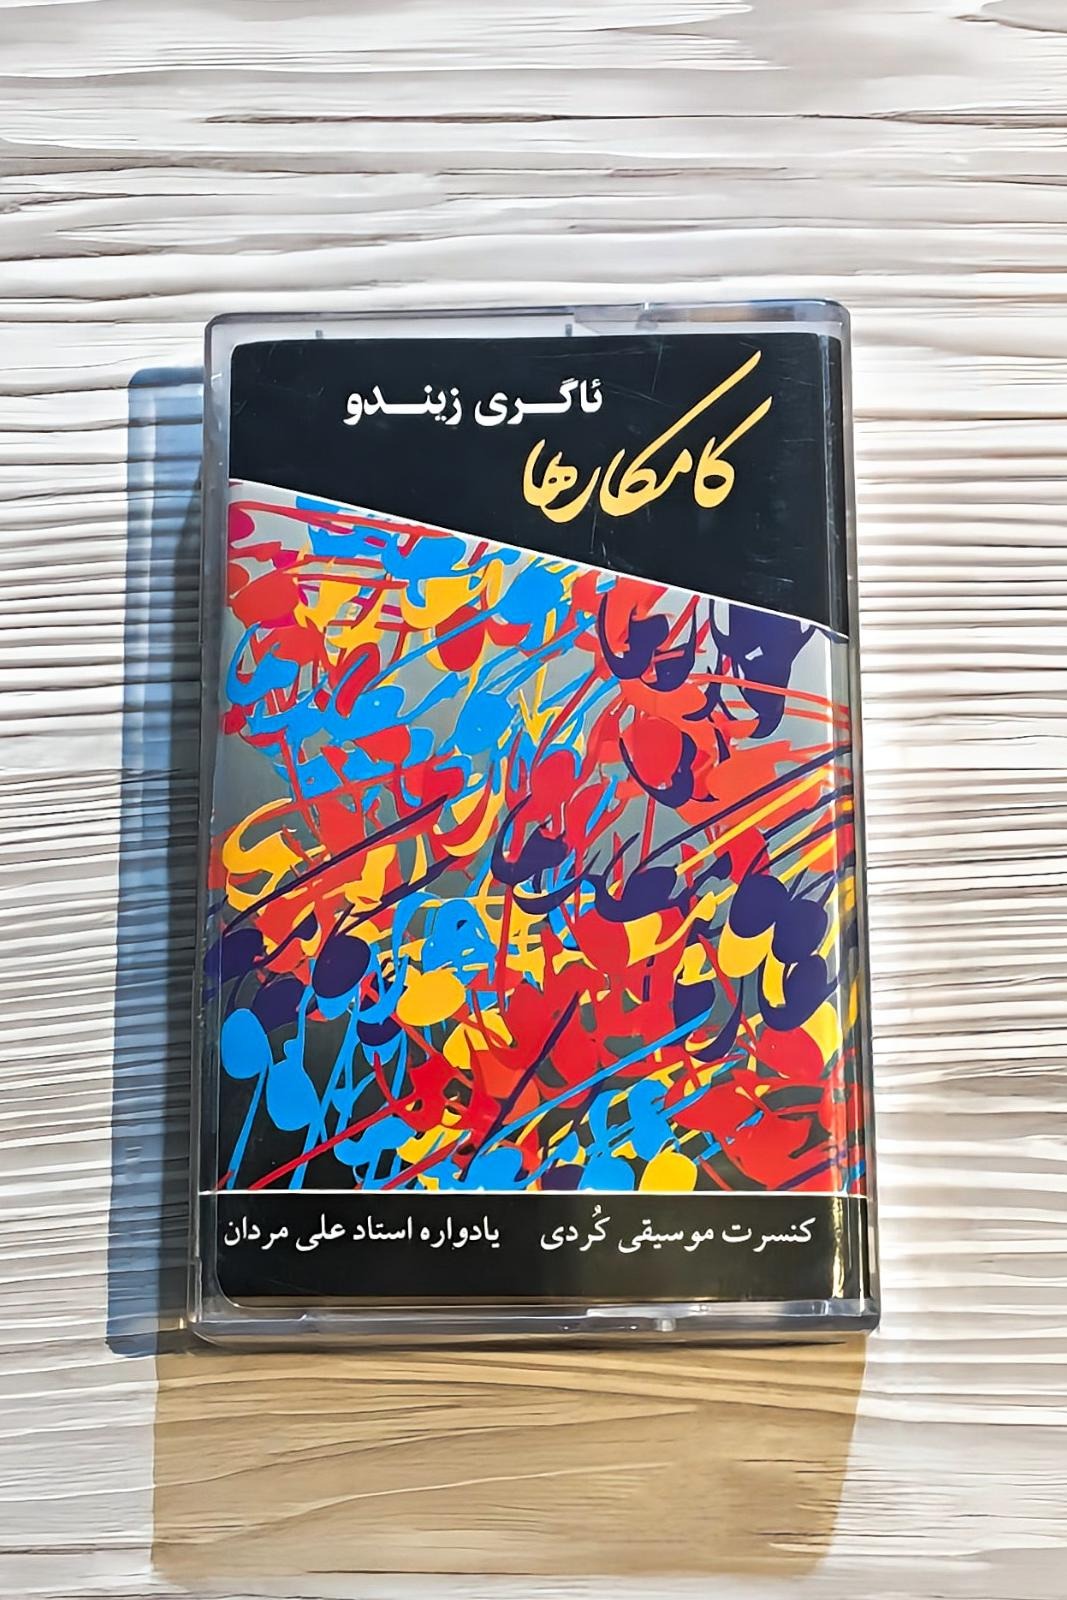 ئاگری زیندو
کامکارها
کنسرت موسیقی کُردی یادواره استاد علی مردان